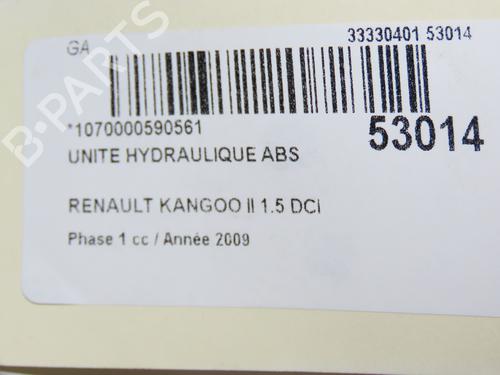 GA
33330401 53014
*1070000590561
53014
UNITE HYDRAULIQUE ABS
RENAULT KANGOO II 1.5 DCI
Phase 1 cc / Année 2009
B-PARTS